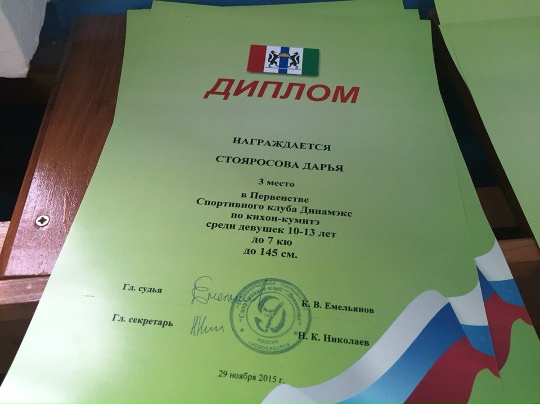 ДИПЛОМ
НАГРАЖДАЕТСЯ
СТОЯРОСОВА ДАРЬЯ
3 место
в Первенстве
Спортивного клуба Динамэкс
по кихон-кумитэ
среди девушек 10-13 лет
до 7 кю
до 145 см.
Гл. судья К. В. Емельянов
Гл. секретарь Н. К. Николаев
29 ноября 2015 г.